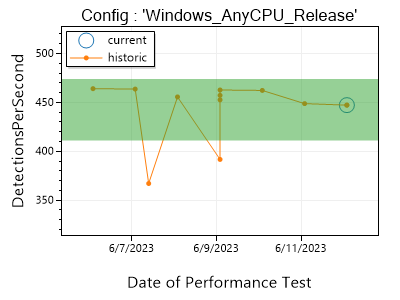 Config : 'Windows_AnyCPU_Release'
current
historic
DetectionsPerSecond
500
450
400
350
6/7/2023
6/9/2023
6/11/2023
Date of Performance Test